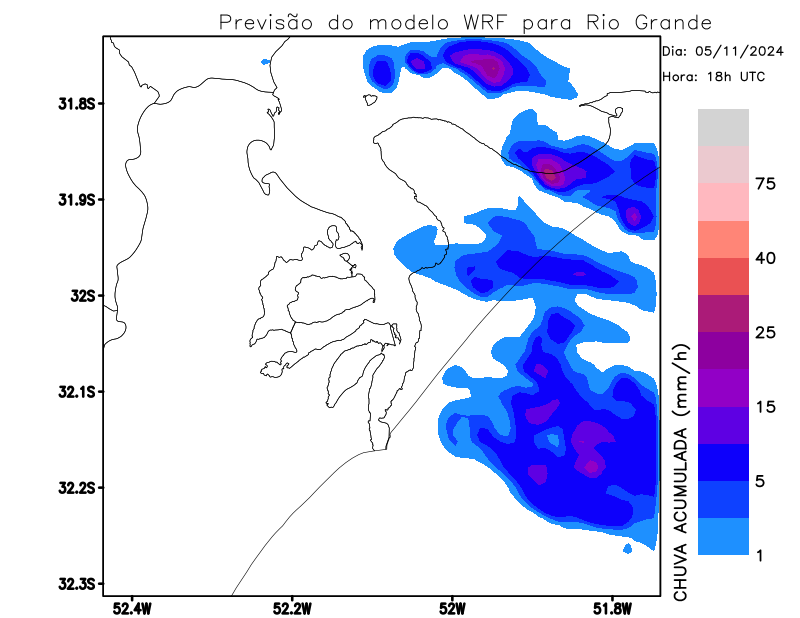 Previsão do modelo WRF para Rio Grande
Dia: 05/11/2024
Hora: 18h UTC
31.8S
31.9S
32S
32.1S
32.2S
32.3S
52.4W
52.2W
52W
51.8W
75
40
25
15
5
1
CHUVA ACUMULADA (mm/h)